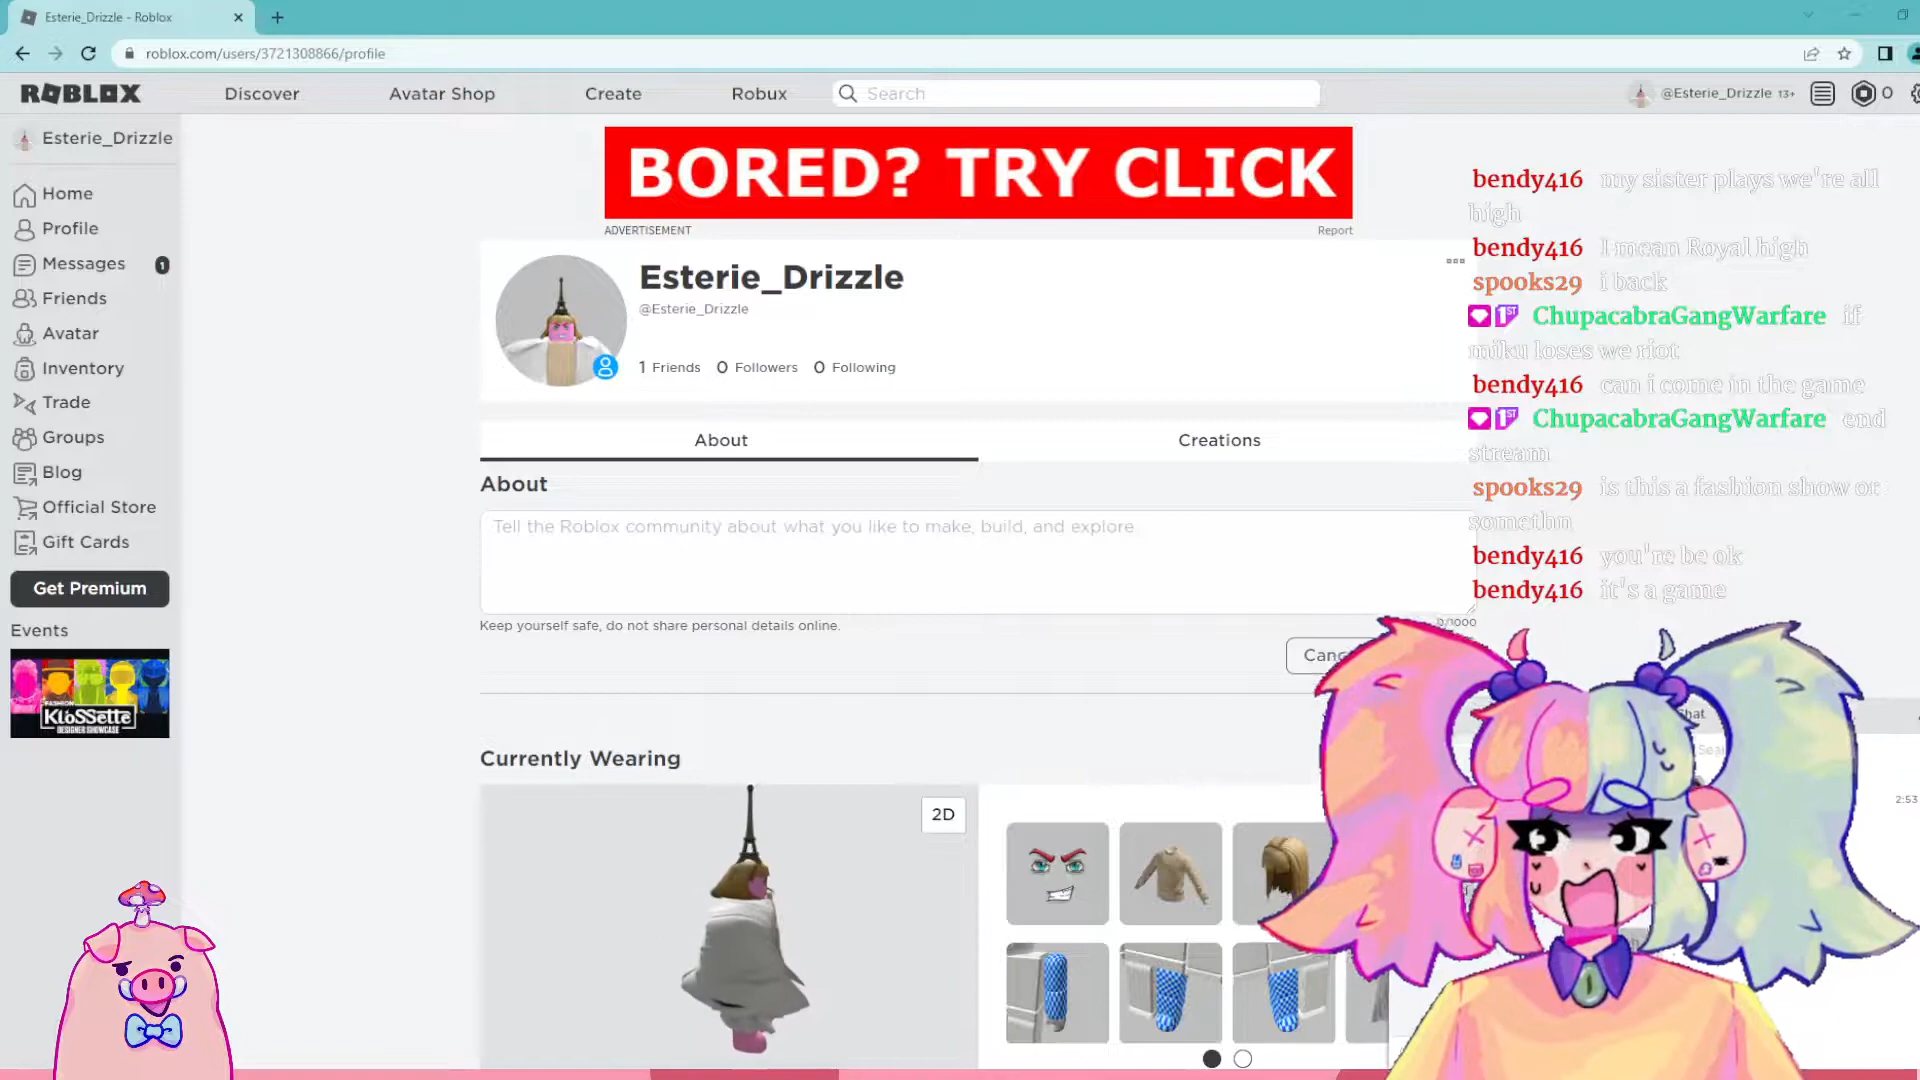 Esterie_Drizzle - Roblox
roblox.com/users/3721308866/profile
ROBLOX
Discover
Avatar Shop
Create
Robux
Search
@Esterie_Drizzle 13+
0
Esterie_Drizzle
Home
Profile
Messages 1
Friends
Avatar
Inventory
Trade
Groups
Blog
Official Store
Gift Cards
Get Premium
Events
FASHION
KLOSSETTE
DESIGNER SHOWCASE
BORED? TRY CLICK
ADVERTISEMENT
Report
Esterie_Drizzle
@Esterie_Drizzle
1 Friends 0 Followers 0 Following
About
Creations
About
Tell the Roblox community about what you like to make, build, and explore.
Keep yourself safe, do not share personal details online.
0/1000
Currently Wearing
2D
bendy416 my sister plays we're all
high
bendy416 I mean Royal high
spooks29 i back
1ST ChupacabraGangWarfare if
miku loses we riot
bendy416 can i come in the game
1ST ChupacabraGangWarfare end
stream
spooks29 is this a fashion show or
somethn
bendy416 you're be ok
bendy416 it's a game
2:53